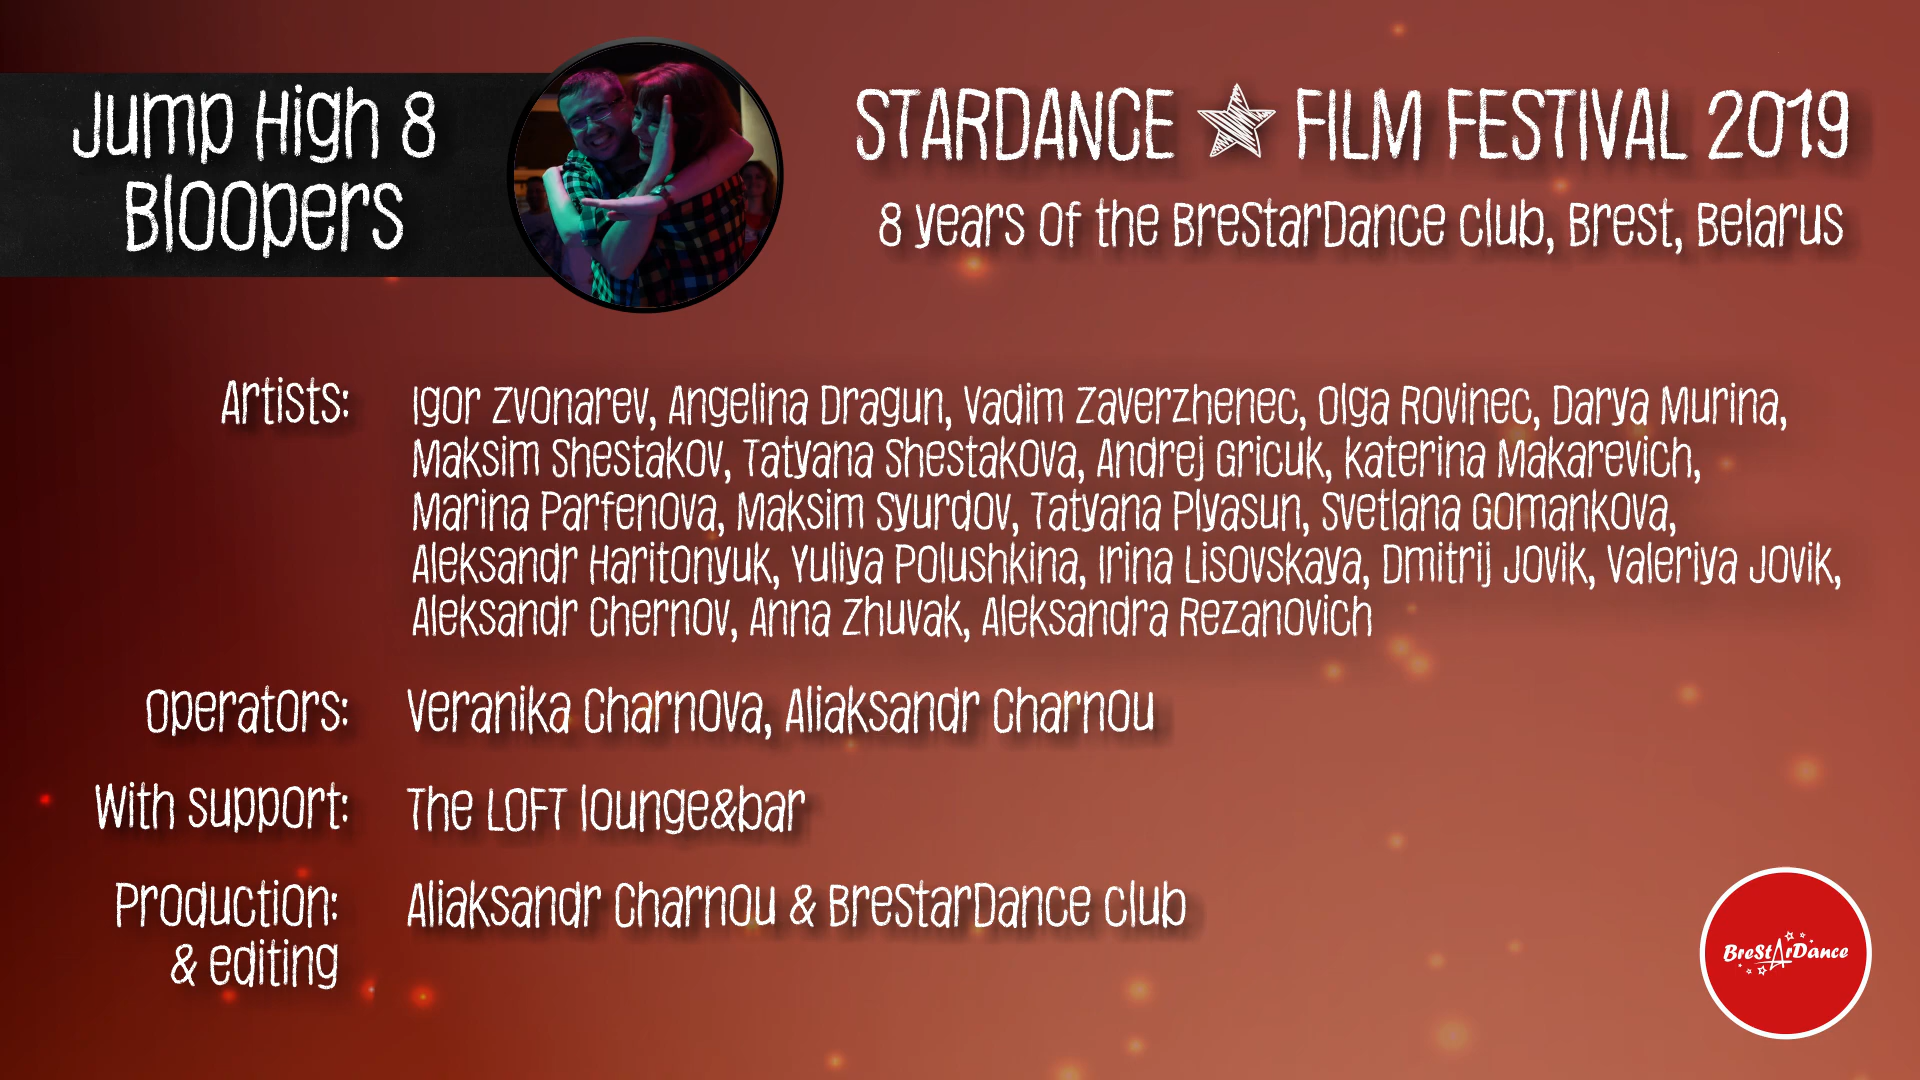 Jump High 8
Bloopers
STARDANCE FILM FESTIVAL 2019
8 years of the BreStarDance club, Brest, Belarus
Artists:
Igor Zvonarev, Angelina Dragun, Vadim Zaverzhenec, Olga Rovinec, Darya Murina,
Maksim Shestakov, Tatyana Shestakova, Andrej Gricuk, Katerina Makarevich,
Marina Parfenova, Maksim Syurdov, Tatyana Plyasun, Svetlana Gomankova,
Aleksandr Haritonyuk, Yuliya Polushkina, Irina Lisovskaya, Dmitrij Jovik, Valeriya Jovik,
Aleksandr Chernov, Anna Zhuvak, Aleksandra Rezanovich
Operators:
Veranika Charnova, Aliaksandr Charnou
With support:
The LOFT lounge&bar
Production:
& editing
Aliaksandr Charnou & BreStarDance club
BreStArDance